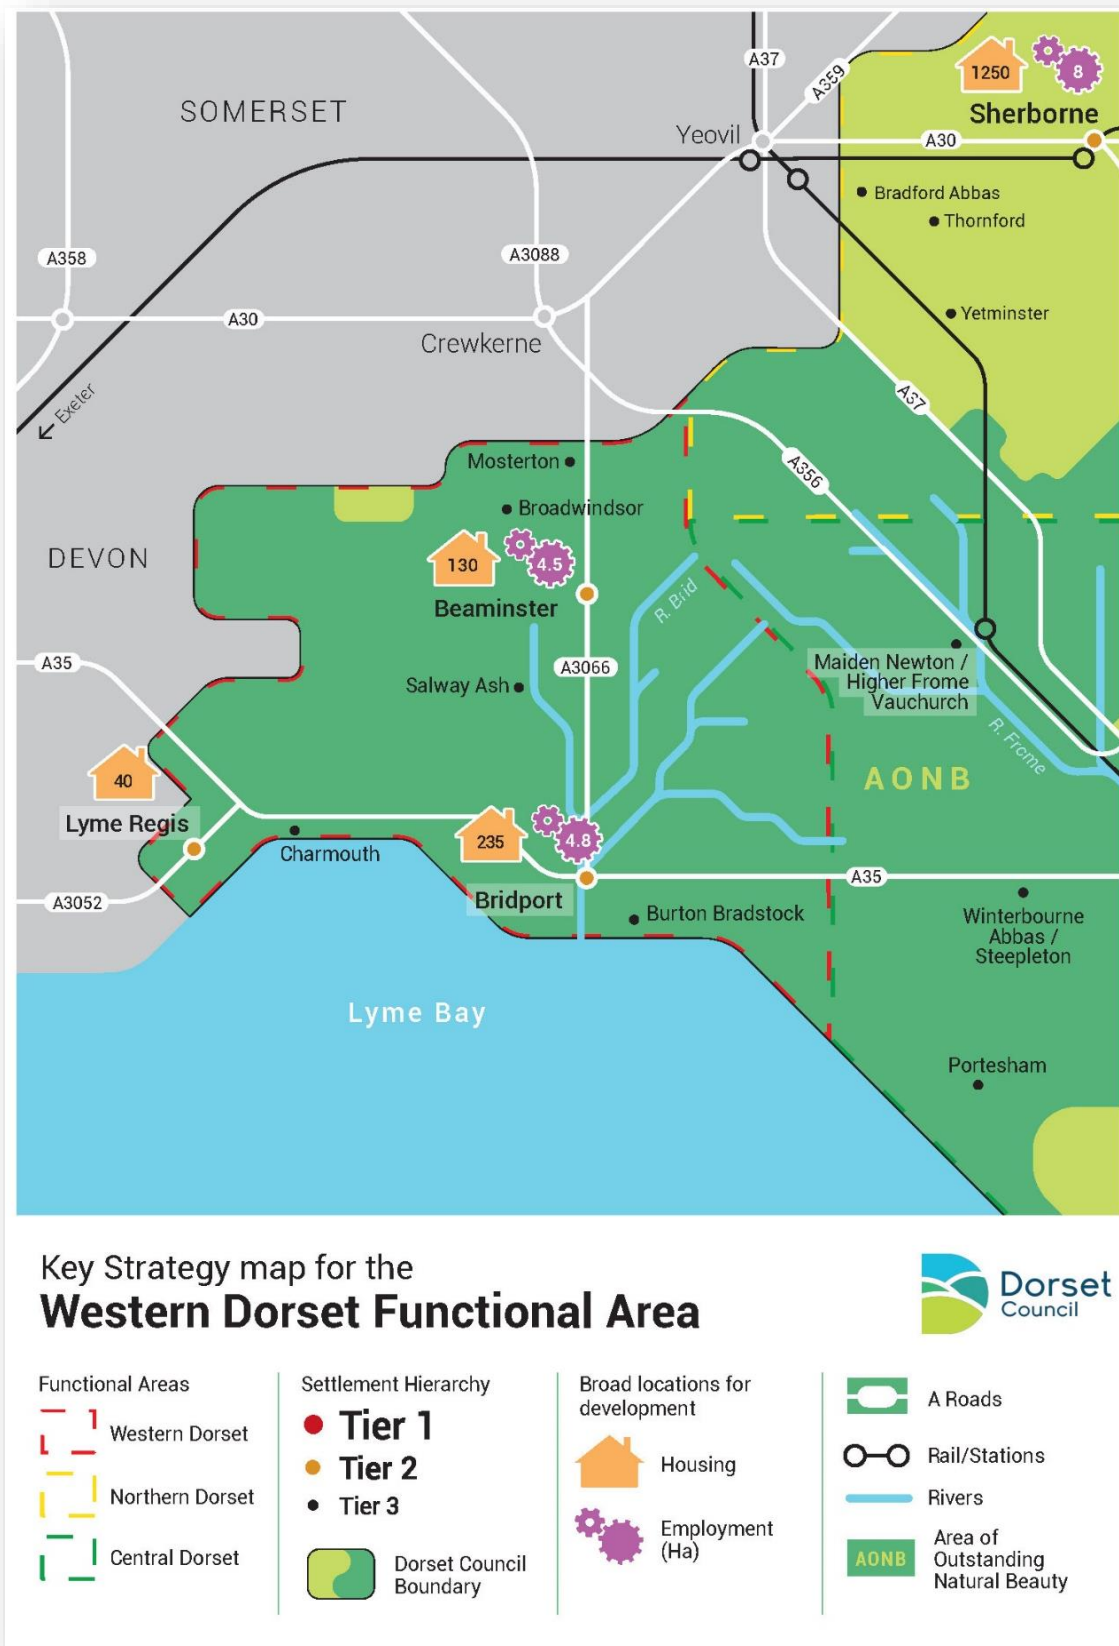 A37
A359
1250
8
SOMERSET
Sherborne
Yeovil
A30
Bradford Abbas
Thornford
A358
A3088
A30
Yetminster
Crewkerne
← Exeter
A37
Mosterton
A356
Broadwindsor
DEVON
130
4.5
Beaminster
R. Brid
A35
A3066
Maiden Newton /
Higher Frome
Vauchurch
Salway Ash
R. Frome
40
AONB
Lyme Regis
235
4.8
Charmouth
A35
A3052
Bridport
Burton Bradstock
Winterbourne
Abbas /
Steepleton
Lyme Bay
Portesham
Key Strategy map for the
Western Dorset Functional Area
Dorset
Council
Functional Areas
Western Dorset
Northern Dorset
Central Dorset
Settlement Hierarchy
Tier 1
Tier 2
Tier 3
Dorset Council
Boundary
Broad locations for
development
Housing
Employment
(Ha)
A Roads
Rail/Stations
Rivers
AONB
Area of
Outstanding
Natural Beauty